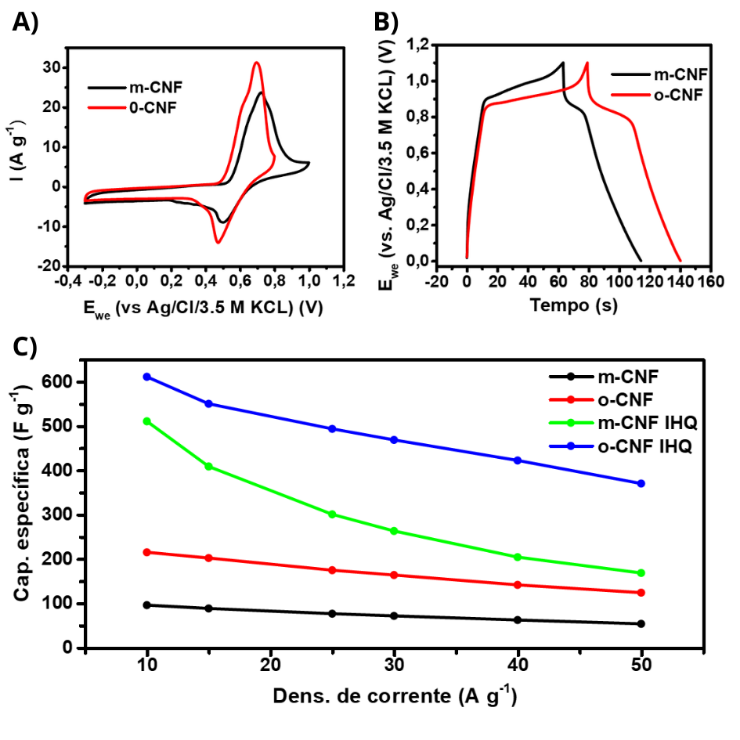 A)
I (A g⁻¹)
30
20
10
0
-10
-20
m-CNF
0-CNF
-0,4 -0,2 0,0 0,2 0,4 0,6 0,8 1,0 1,2
Ewe (vs Ag/Cl/3.5 M KCL) (V)
B)
Ewe (vs. Ag/Cl/3.5 M KCL) (V)
1,2
1,0
0,8
0,6
0,4
0,2
0,0
m-CNF
o-CNF
-20 0 20 40 60 80 100 120 140 160
Tempo (s)
C)
Cap. específica (F g⁻¹)
600
500
400
300
200
100
0
m-CNF
o-CNF
m-CNF IHQ
o-CNF IHQ
10 20 30 40 50
Dens. de corrente (A g⁻¹)